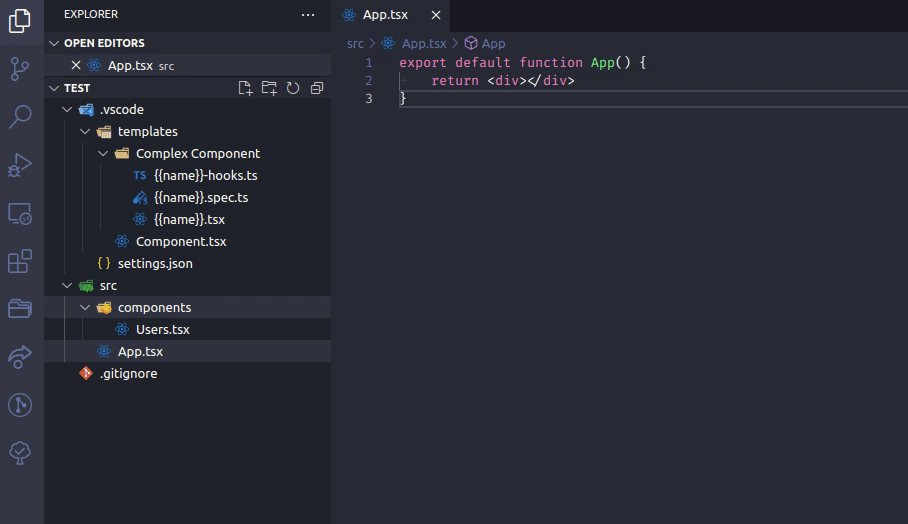 EXPLORER
OPEN EDITORS
App.tsx src
TEST
.vscode
templates
Complex Component
TS {{name}}-hooks.ts
TS {{name}}.spec.ts
{{name}}.tsx
Component.tsx
{ } settings.json
src
components
Users.tsx
App.tsx
.gitignore
App.tsx
src > App.tsx > App
1 export default function App() {
2 return <div></div>
3 }